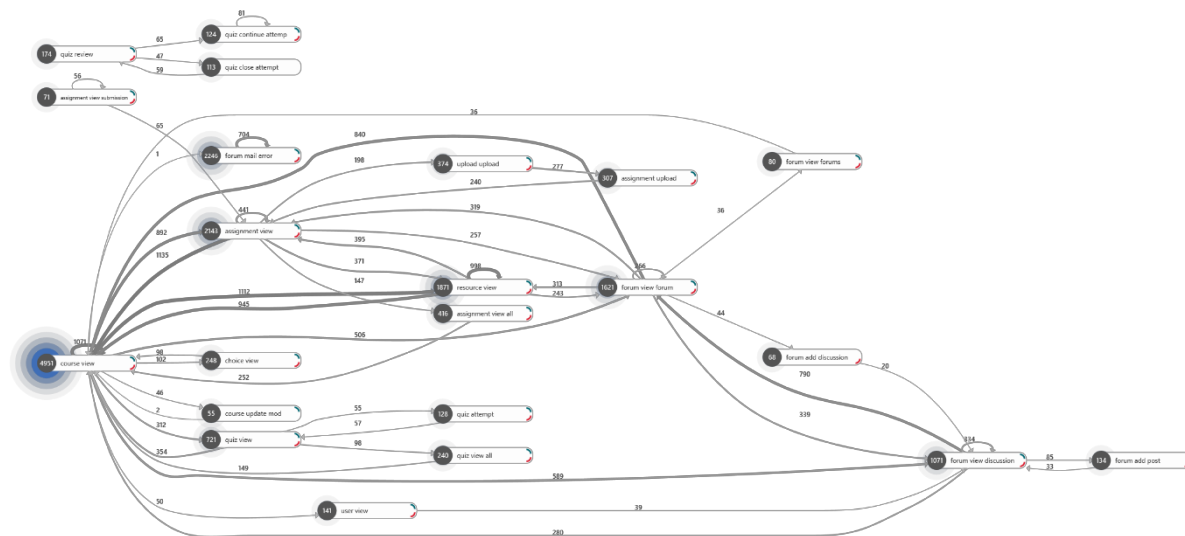 81
124 quiz continue attemp
65
174 quiz review
47
113 quiz close attempt
59
56
71 assignment view submission
36
65
840
704
1
2246 forum mail error
198
374 upload upload
277
80 forum view forums
307 assignment upload
240
441
319
36
892
2143 assignment view
257
395
1135
371
998
266
147
1871 resource view
313
1621 forum view forum
1112
243
945
416 assignment view all
44
506
1071
98
4951 course view
102
248 choice view
68 forum add discussion
20
252
790
46
55
128 quiz attempt
2
55 course update mod
339
57
312
721 quiz view
98
334
354
240 quiz view all
1071 forum view discussion
85
134 forum add post
149
33
589
50
141 user view
39
280